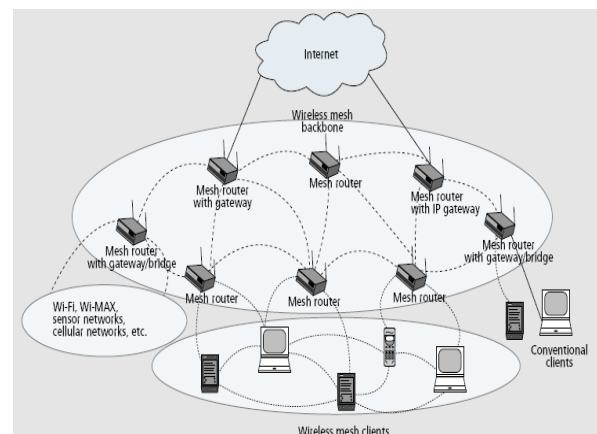 Internet
Wireless mesh
backbone
Mesh router
with gateway
Mesh router
Mesh router
with IP gateway
Mesh router
with gateway/bridge
Mesh router
with gateway/bridge
Mesh router
Mesh router
Mesh router
Wi-Fi, Wi-MAX,
sensor networks,
cellular networks, etc.
Conventional
clients
Wireless mesh clients